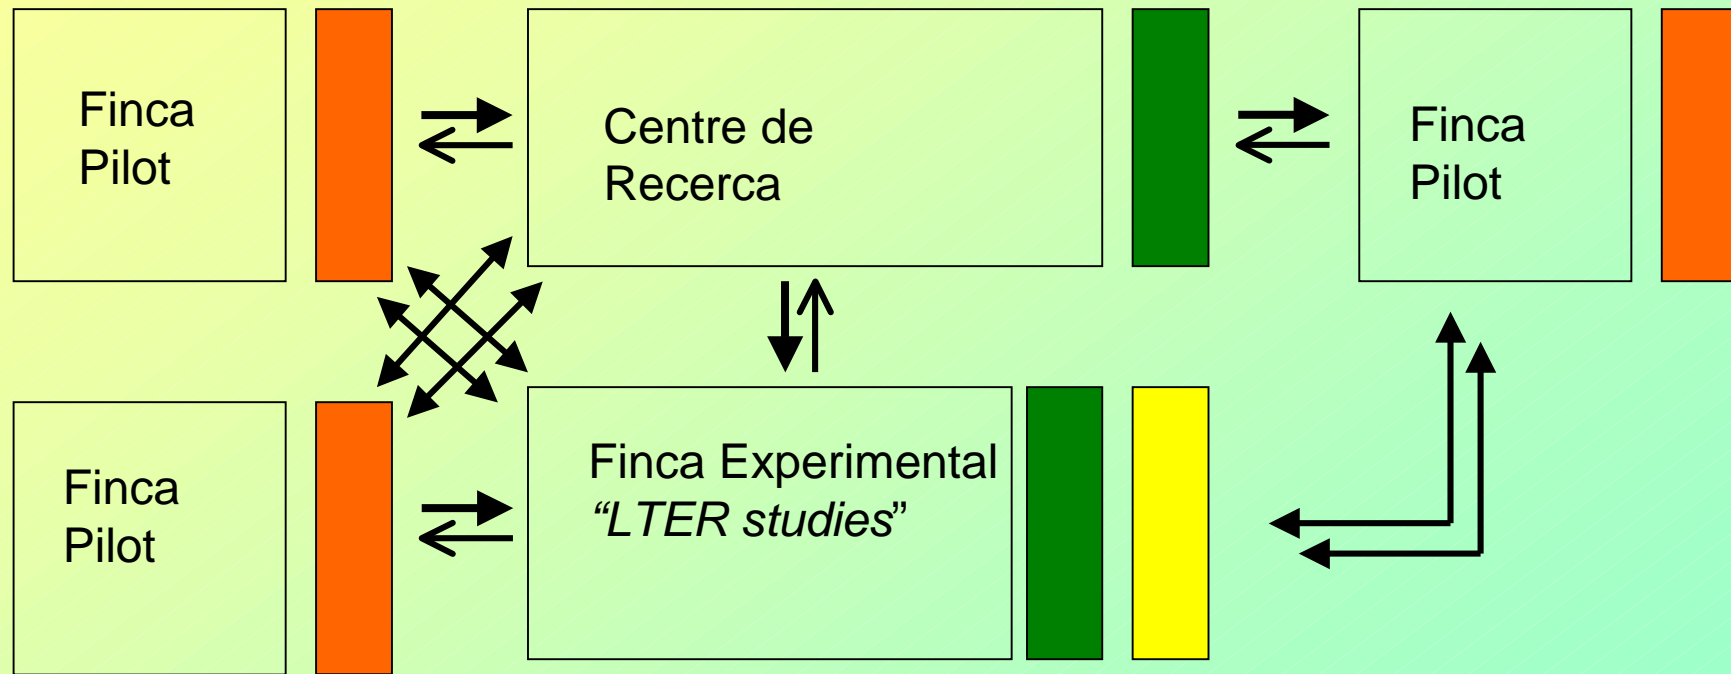 Finca
Pilot
Centre de
Recerca
Finca
Pilot
Finca
Pilot
Finca Experimental
“LTER studies”